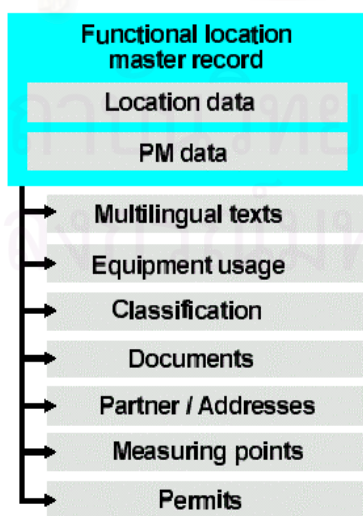 Functional location
master record
Location data
PM data
Multilingual texts
Equipment usage
Classification
Documents
Partner / Addresses
Measuring points
Permits